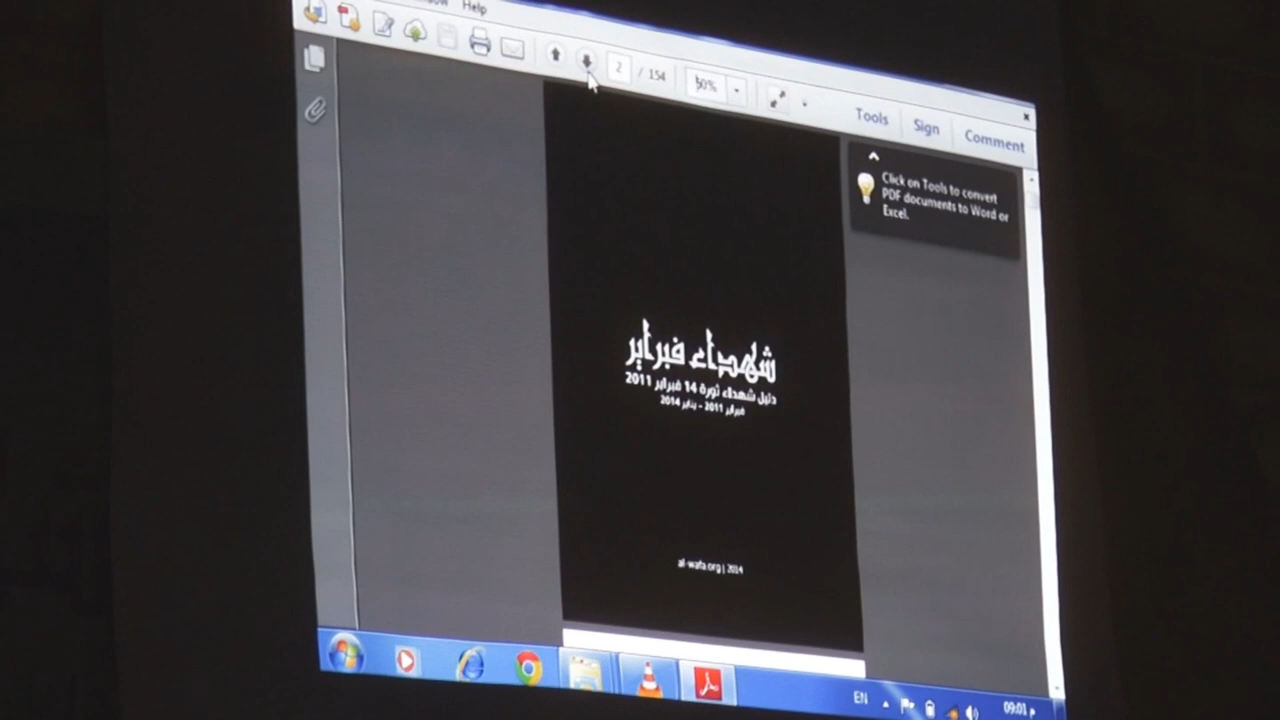 Help
2 / 154
50%
Tools
Sign
Comment
Click on Tools to convert
PDF documents to Word or
Excel.
شهداء فبراير
دليل شهداء ثورة 14 فبراير 2011
فبراير 2011 - يناير 2014
al-wafa.org | 2014
EN
09:01 م